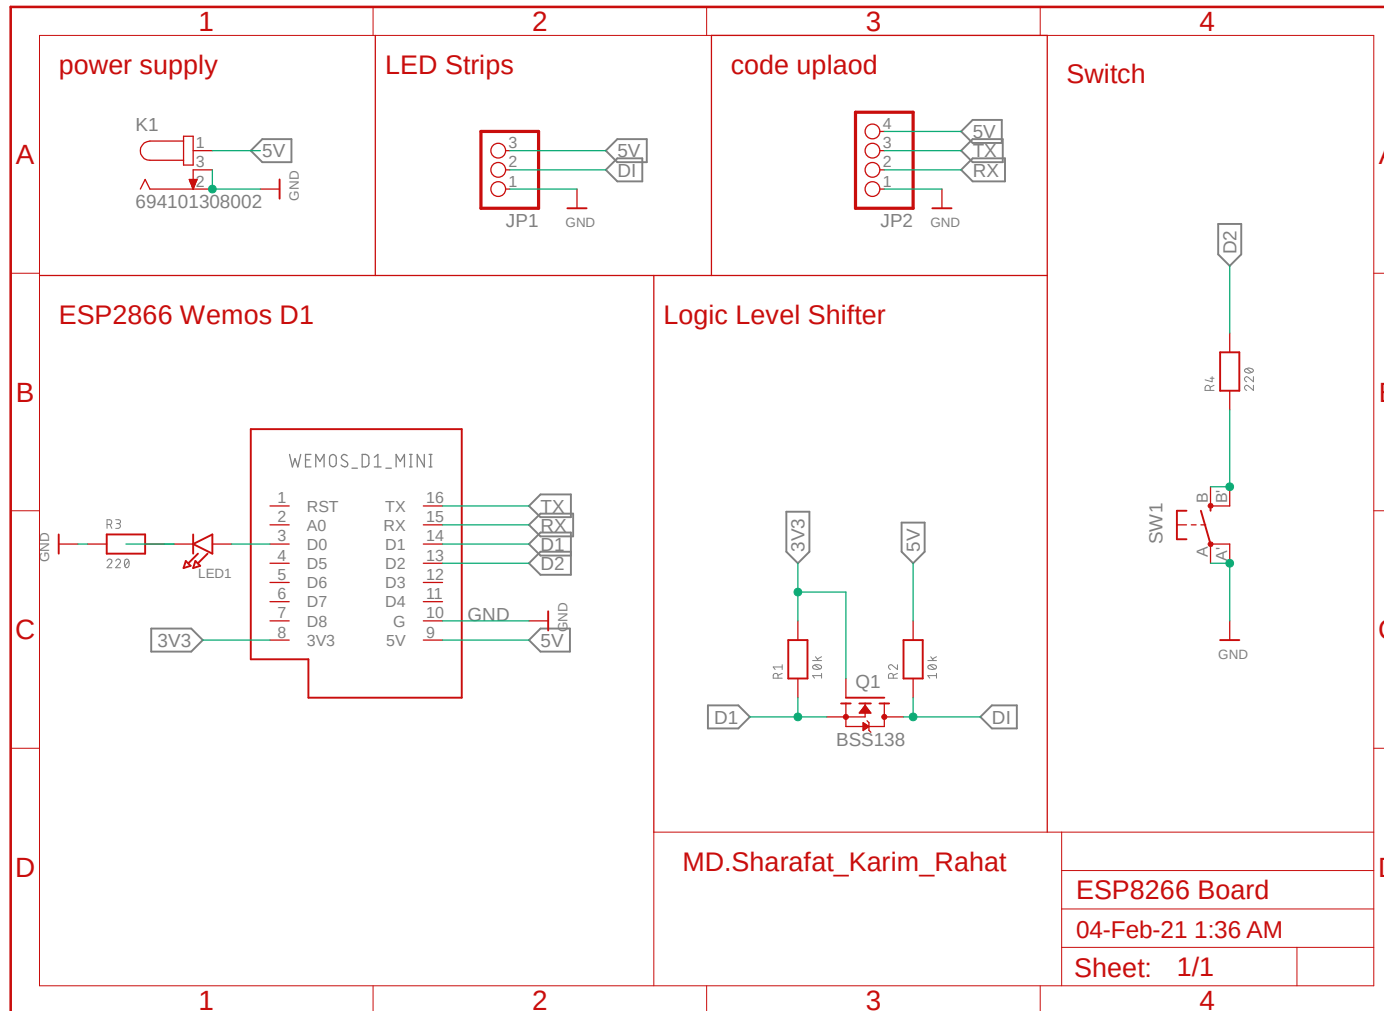 1 2 3 4
A
B
C
D
power supply
K1
1
3
2
5V
GND
694101308002
LED Strips
3
2
1
5V
DI
JP1
GND
code uplaod
4
3
2
1
5V
TX
RX
JP2
GND
Switch
D2
R4
220
SW1
B
B'
A
A'
GND
ESP2866 Wemos D1
WEMOS_D1_MINI
1 RST TX 16 TX
2 A0 RX 15 RX
3 D0 D1 14 D1
4 D5 D2 13 D2
5 D6 D3 12
6 D7 D4 11
7 D8 G 10 GND GND
8 3V3 5V 9 5V
3V3
GND
R3
220
LED1
Logic Level Shifter
3V3
5V
R1
10k
R2
10k
Q1
D1
DI
BSS138
MD.Sharafat_Karim_Rahat
ESP8266 Board
04-Feb-21 1:36 AM
Sheet: 1/1
1 2 3 4